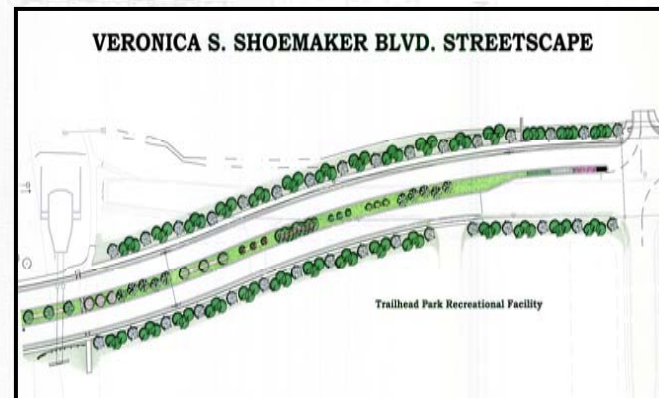 VERONICA S. SHOEMAKER BLVD. STREETSCAPE
Trailhead Park Recreational Facility